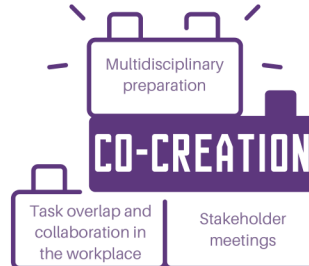 Multidisciplinary
preparation
CO-CREATION
Task overlap and
collaboration in
the workplace
Stakeholder
meetings